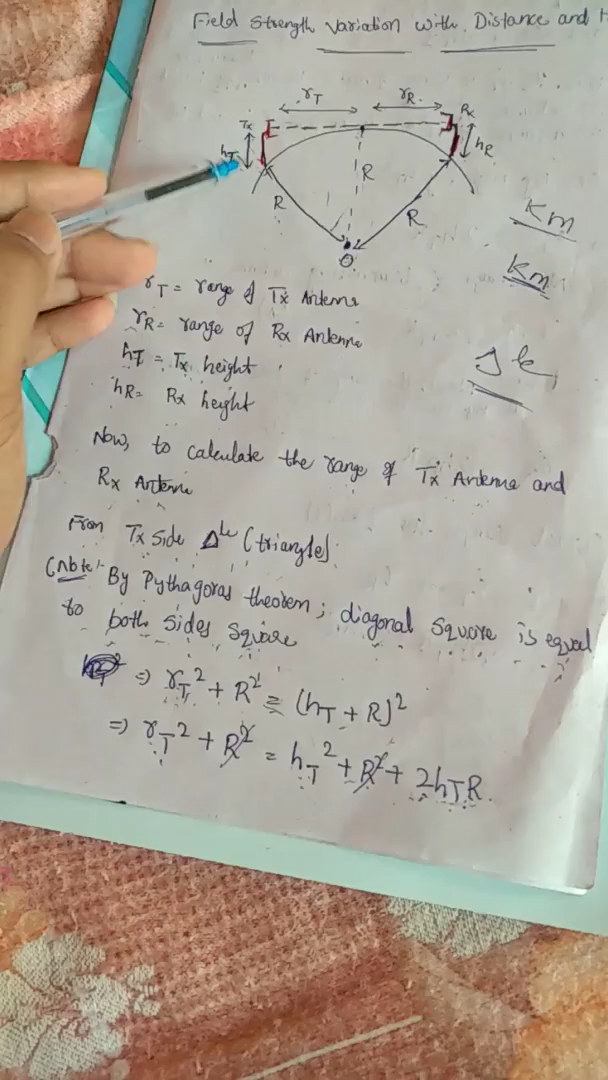 Field Strength Variation with Distance and H
rT rR
Tx Rx
hT hR
R
R R
O
Km
Km
rT = range of Tx Antenna
rR = range of Rx Antenna
hT = Tx height
hR = Rx height
Now, to calculate the range of Tx Antenna and
Rx Antenna
From Tx side Δle (triangle)
(Note:- By Pythagoras theorem; diagonal square is equal
to both sides square
⇒ rT² + R² = (hT + R)²
⇒ rT² + R² = hT² + R² + 2hTR.